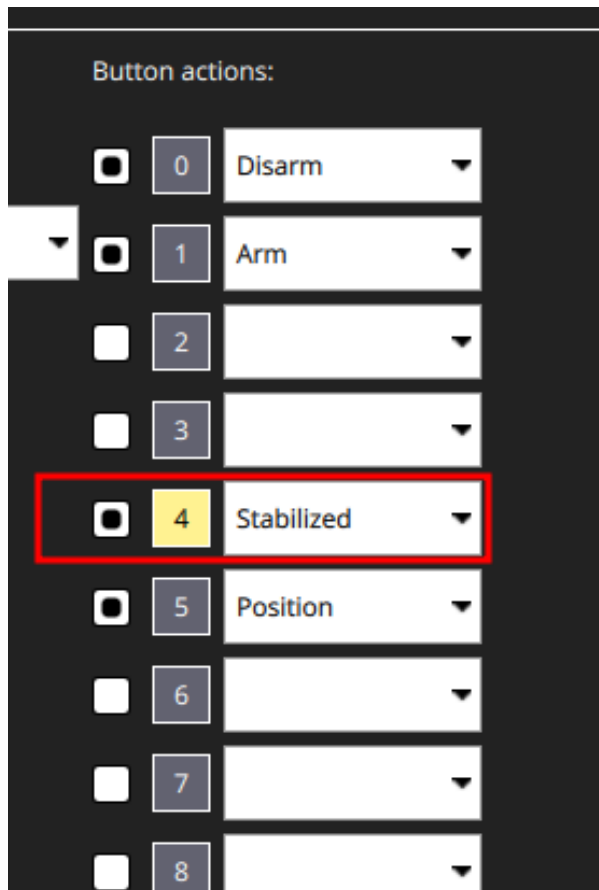 Button actions:
0 Disarm
1 Arm
2
3
4 Stabilized
5 Position
6
7
8